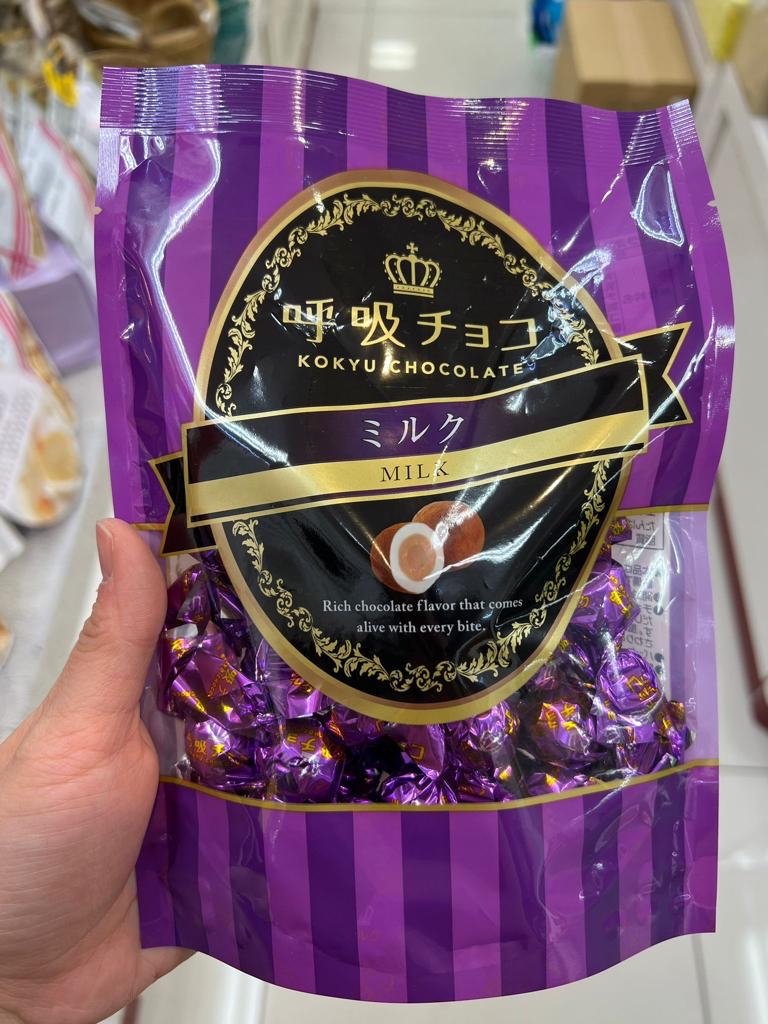 呼吸チョコ
KOKYU CHOCOLATE
ミルク
MILK
Rich chocolate flavor that comes
alive with every bite.